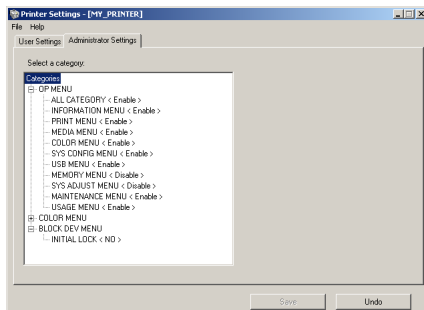 Printer Settings - [MY_PRINTER]
File Help
User Settings Administrator Settings
Select a category:
Categories
OP MENU
ALL CATEGORY < Enable >
INFORMATION MENU < Enable >
PRINT MENU < Enable >
MEDIA MENU < Enable >
COLOR MENU < Enable >
SYS CONFIG MENU < Enable >
USB MENU < Enable >
MEMORY MENU < Disable >
SYS ADJUST MENU < Disable >
MAINTENANCE MENU < Enable >
USAGE MENU < Enable >
COLOR MENU
BLOCK DEV MENU
INITIAL LOCK < NO >
Save Undo